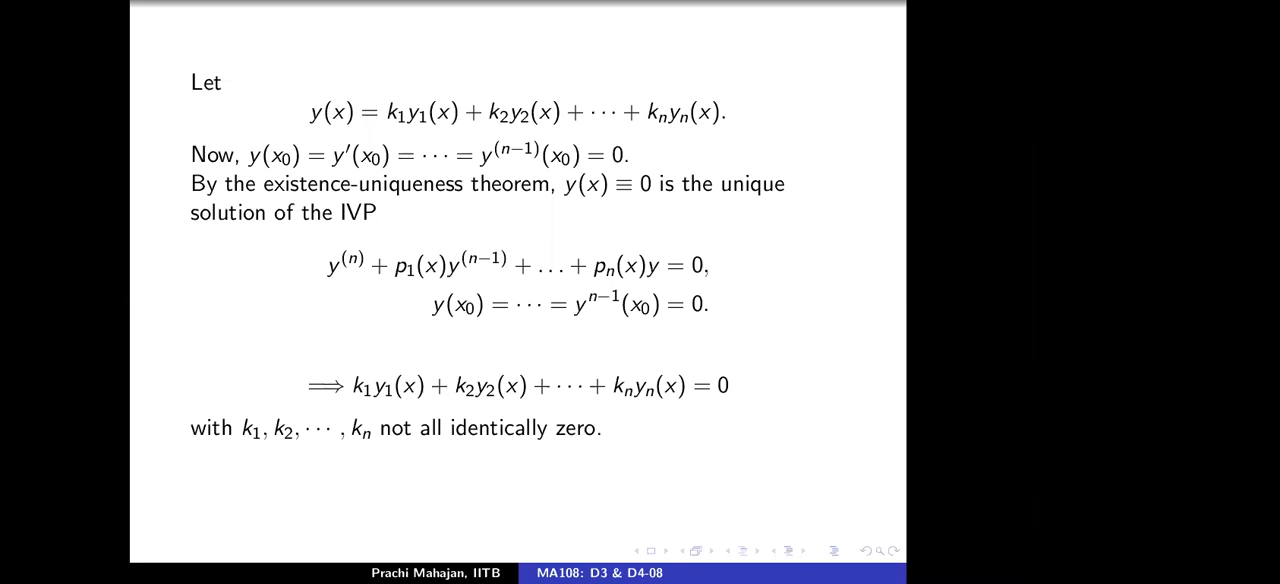 Let
y(x) = k₁y₁(x) + k₂y₂(x) + ··· + kₙyₙ(x).
Now, y(x₀) = y′(x₀) = ··· = y⁽ⁿ⁻¹⁾(x₀) = 0.
By the existence-uniqueness theorem, y(x) ≡ 0 is the unique
solution of the IVP
y⁽ⁿ⁾ + p₁(x)y⁽ⁿ⁻¹⁾ + ... + pₙ(x)y = 0,
y(x₀) = ··· = yⁿ⁻¹(x₀) = 0.
⟹ k₁y₁(x) + k₂y₂(x) + ··· + kₙyₙ(x) = 0
with k₁, k₂, ··· , kₙ not all identically zero.
Prachi Mahajan, IITB MA108: D3 & D4-08